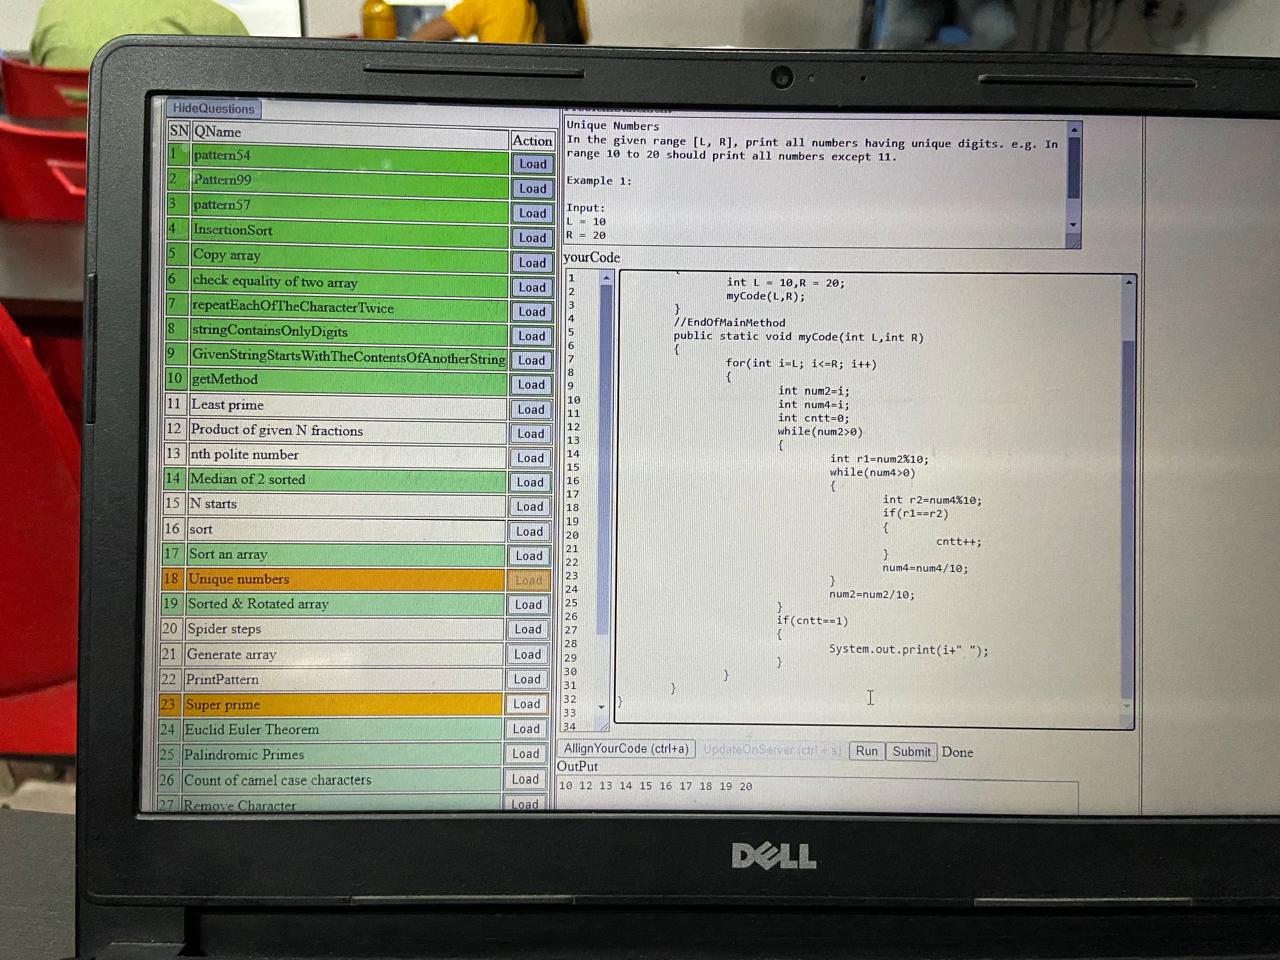 HideQuestions
SN QName Action
1 pattern54 Load
2 Pattern99 Load
3 pattern57 Load
4 InsertionSort Load
5 Copy array Load
6 check equality of two array Load
7 repeatEachOfTheCharacterTwice Load
8 stringContainsOnlyDigits Load
9 GivenStringStartsWithTheContentsOfAnotherString Load
10 getMethod Load
11 Least prime Load
12 Product of given N fractions Load
13 nth polite number Load
14 Median of 2 sorted Load
15 N starts Load
16 sort Load
17 Sort an array Load
18 Unique numbers Load
19 Sorted & Rotated array Load
20 Spider steps Load
21 Generate array Load
22 PrintPattern Load
23 Super prime Load
24 Euclid Euler Theorem Load
25 Palindromic Primes Load
26 Count of camel case characters Load
27 Remove Character Load
Unique Numbers
In the given range [L, R], print all numbers having unique digits. e.g. In
range 10 to 20 should print all numbers except 11.
Example 1:
Input:
L = 10
R = 20
yourCode
1
2
3
4
5
6
7
8
9
10
11
12
13
14
15
16
17
18
19
20
21
22
23
24
25
26
27
28
29
30
31
32
33
34
int L = 10,R = 20;
myCode(L,R);
}
//EndOfMainMethod
public static void myCode(int L,int R)
{
for(int i=L; i<=R; i++)
{
int num2=i;
int num4=i;
int cntt=0;
while(num2>0)
{
int r1=num2%10;
while(num4>0)
{
int r2=num4%10;
if(r1==r2)
{
cntt++;
}
num4=num4/10;
}
num2=num2/10;
}
if(cntt==1)
{
System.out.print(i+" ");
}
}
}
}
AllignYourCode (ctrl+a) UpdateOnServer (ctrl + s) Run Submit Done
OutPut
10 12 13 14 15 16 17 18 19 20
DELL